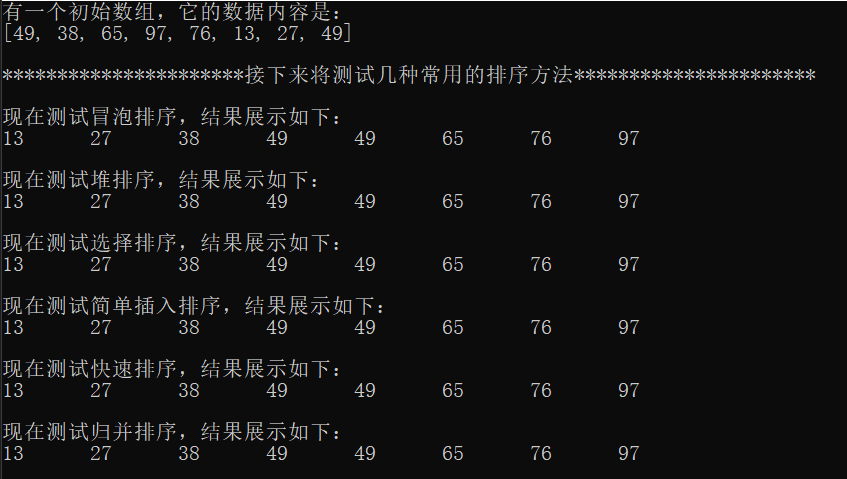 有一个初始数组，它的数据内容是：
[49, 38, 65, 97, 76, 13, 27, 49]
**********************接下来将测试几种常用的排序方法**********************
现在测试冒泡排序，结果展示如下：
13 27 38 49 49 65 76 97
现在测试堆排序，结果展示如下：
13 27 38 49 49 65 76 97
现在测试选择排序，结果展示如下：
13 27 38 49 49 65 76 97
现在测试简单插入排序，结果展示如下：
13 27 38 49 49 65 76 97
现在测试快速排序，结果展示如下：
13 27 38 49 49 65 76 97
现在测试归并排序，结果展示如下：
13 27 38 49 49 65 76 97